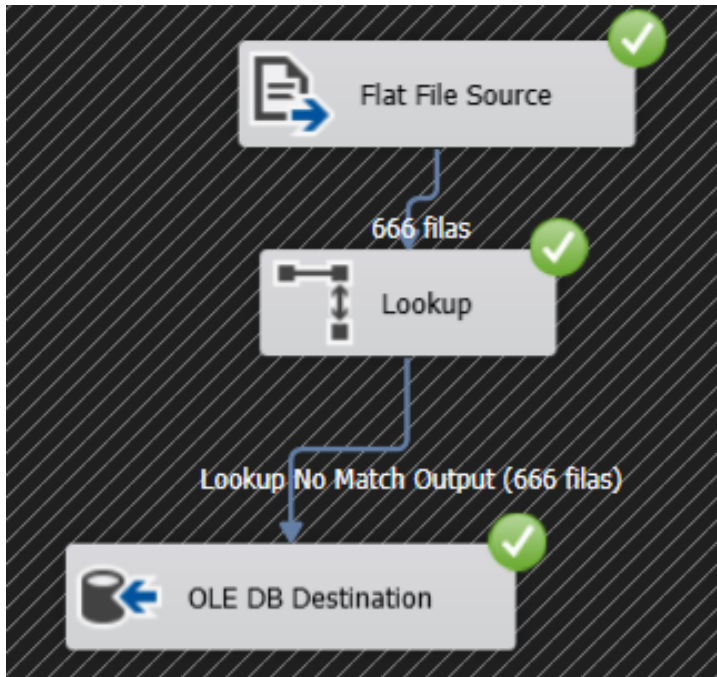 Flat File Source
666 filas
Lookup
Lookup No Match Output (666 filas)
OLE DB Destination